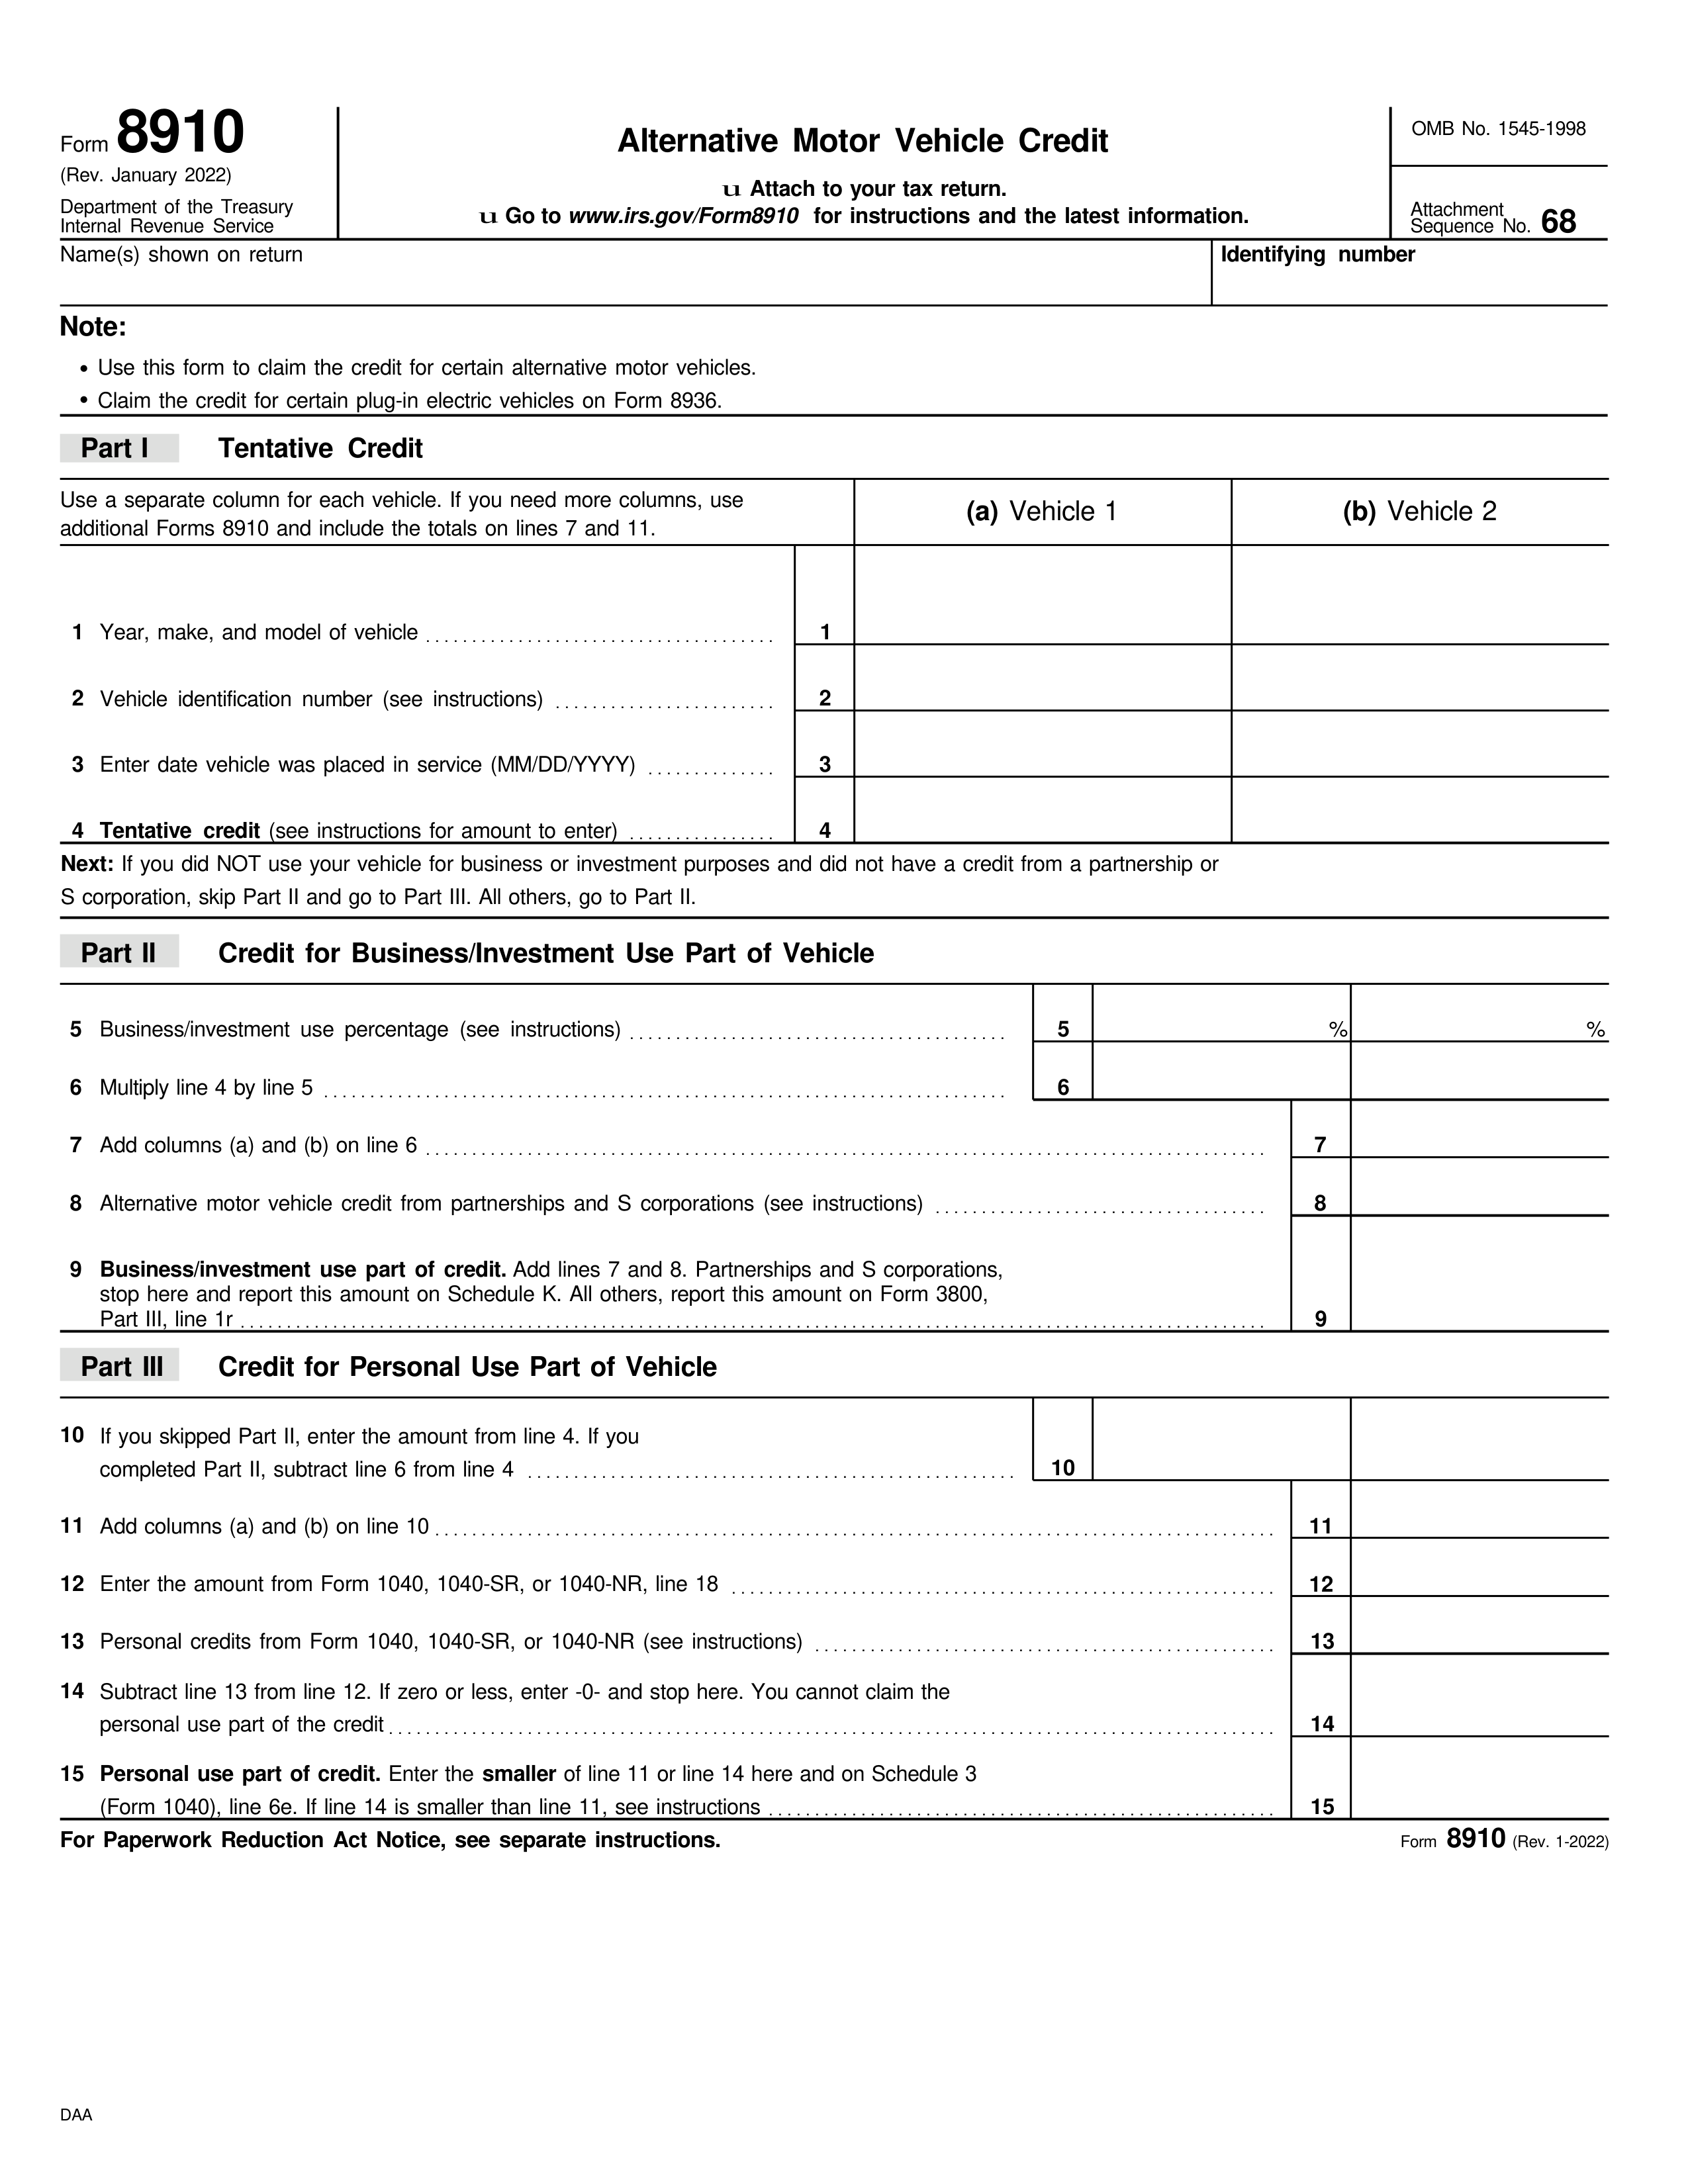 Form 8910
(Rev. January 2022)
Department of the Treasury
Internal Revenue Service
Alternative Motor Vehicle Credit
u Attach to your tax return.
u Go to www.irs.gov/Form8910 for instructions and the latest information.
OMB No. 1545-1998
Attachment
Sequence No. 68
Name(s) shown on return
Identifying number
Note:
• Use this form to claim the credit for certain alternative motor vehicles.
• Claim the credit for certain plug-in electric vehicles on Form 8936.
Part I Tentative Credit
Use a separate column for each vehicle. If you need more columns, use
additional Forms 8910 and include the totals on lines 7 and 11.
(a) Vehicle 1
(b) Vehicle 2
1 Year, make, and model of vehicle 1
2 Vehicle identification number (see instructions) 2
3 Enter date vehicle was placed in service (MM/DD/YYYY) 3
4 Tentative credit (see instructions for amount to enter) 4
Next: If you did NOT use your vehicle for business or investment purposes and did not have a credit from a partnership or
S corporation, skip Part II and go to Part III. All others, go to Part II.
Part II Credit for Business/Investment Use Part of Vehicle
5 Business/investment use percentage (see instructions) 5 % %
6 Multiply line 4 by line 5 6
7 Add columns (a) and (b) on line 6 7
8 Alternative motor vehicle credit from partnerships and S corporations (see instructions) 8
9 Business/investment use part of credit. Add lines 7 and 8. Partnerships and S corporations,
stop here and report this amount on Schedule K. All others, report this amount on Form 3800,
Part III, line 1r 9
Part III Credit for Personal Use Part of Vehicle
10 If you skipped Part II, enter the amount from line 4. If you
completed Part II, subtract line 6 from line 4 10
11 Add columns (a) and (b) on line 10 11
12 Enter the amount from Form 1040, 1040-SR, or 1040-NR, line 18 12
13 Personal credits from Form 1040, 1040-SR, or 1040-NR (see instructions) 13
14 Subtract line 13 from line 12. If zero or less, enter -0- and stop here. You cannot claim the
personal use part of the credit 14
15 Personal use part of credit. Enter the smaller of line 11 or line 14 here and on Schedule 3
(Form 1040), line 6e. If line 14 is smaller than line 11, see instructions 15
For Paperwork Reduction Act Notice, see separate instructions.
Form 8910 (Rev. 1-2022)
DAA